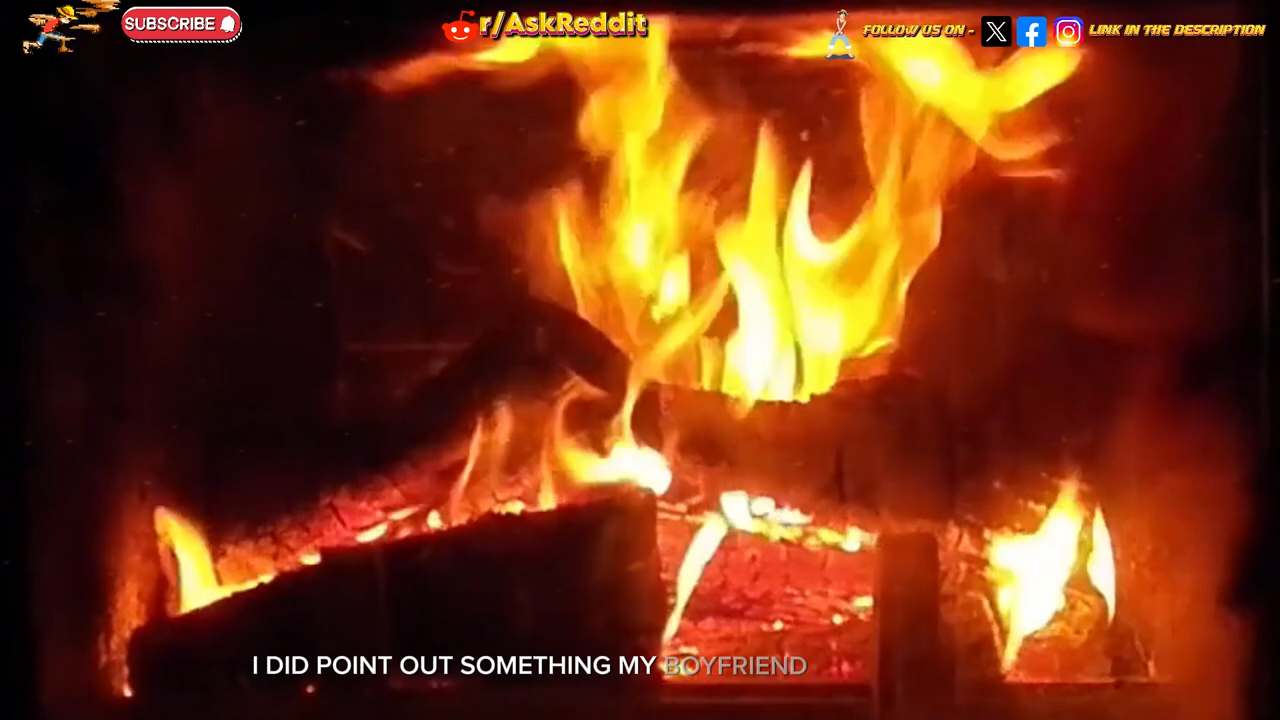 SUBSCRIBE
r/AskReddit
FOLLOW US ON -
LINK IN THE DESCRIPTION
I DID POINT OUT SOMETHING MY BOYFRIEND